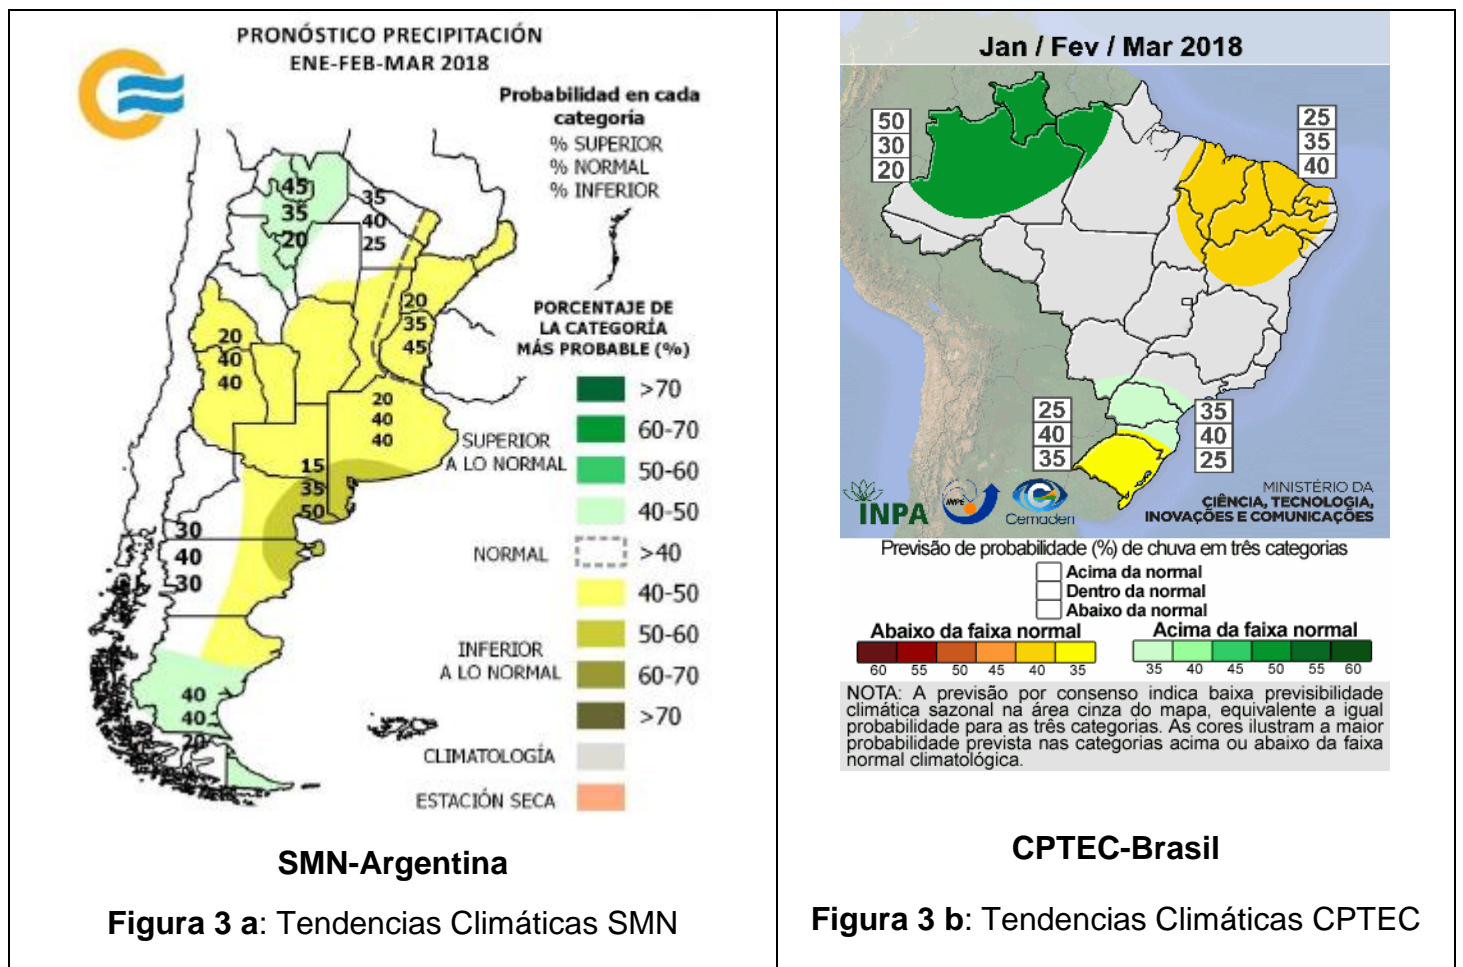 PRONÓSTICO PRECIPITACIÓN
ENE-FEB-MAR 2018
Probabilidad en cada
categoría
% SUPERIOR
% NORMAL
% INFERIOR
45
35
20
35
40
25
20
35
45
20
40
40
20
40
40
15
35
50
30
40
30
40
40
20
PORCENTAJE DE
LA CATEGORÍA
MÁS PROBABLE (%)
>70
60-70
SUPERIOR
A LO NORMAL
50-60
40-50
NORMAL
>40
40-50
50-60
INFERIOR
A LO NORMAL
60-70
>70
CLIMATOLOGÍA
ESTACIÓN SECA
SMN-Argentina
Figura 3 a: Tendencias Climáticas SMN
Jan / Fev / Mar 2018
50
30
20
25
35
40
25
40
35
35
40
25
INPA
INPE
Cemaden
MINISTÉRIO DA
CIÊNCIA, TECNOLOGIA,
INOVAÇÕES E COMUNICAÇÕES
Previsão de probabilidade (%) de chuva em três categorias
Acima da normal
Dentro da normal
Abaixo da normal
Abaixo da faixa normal
60 55 50 45 40 35
Acima da faixa normal
35 40 45 50 55 60
NOTA: A previsão por consenso indica baixa previsibilidade
climática sazonal na área cinza do mapa, equivalente a igual
probabilidade para as três categorias. As cores ilustram a maior
probabilidade prevista nas categorias acima ou abaixo da faixa
normal climatológica.
CPTEC-Brasil
Figura 3 b: Tendencias Climáticas CPTEC